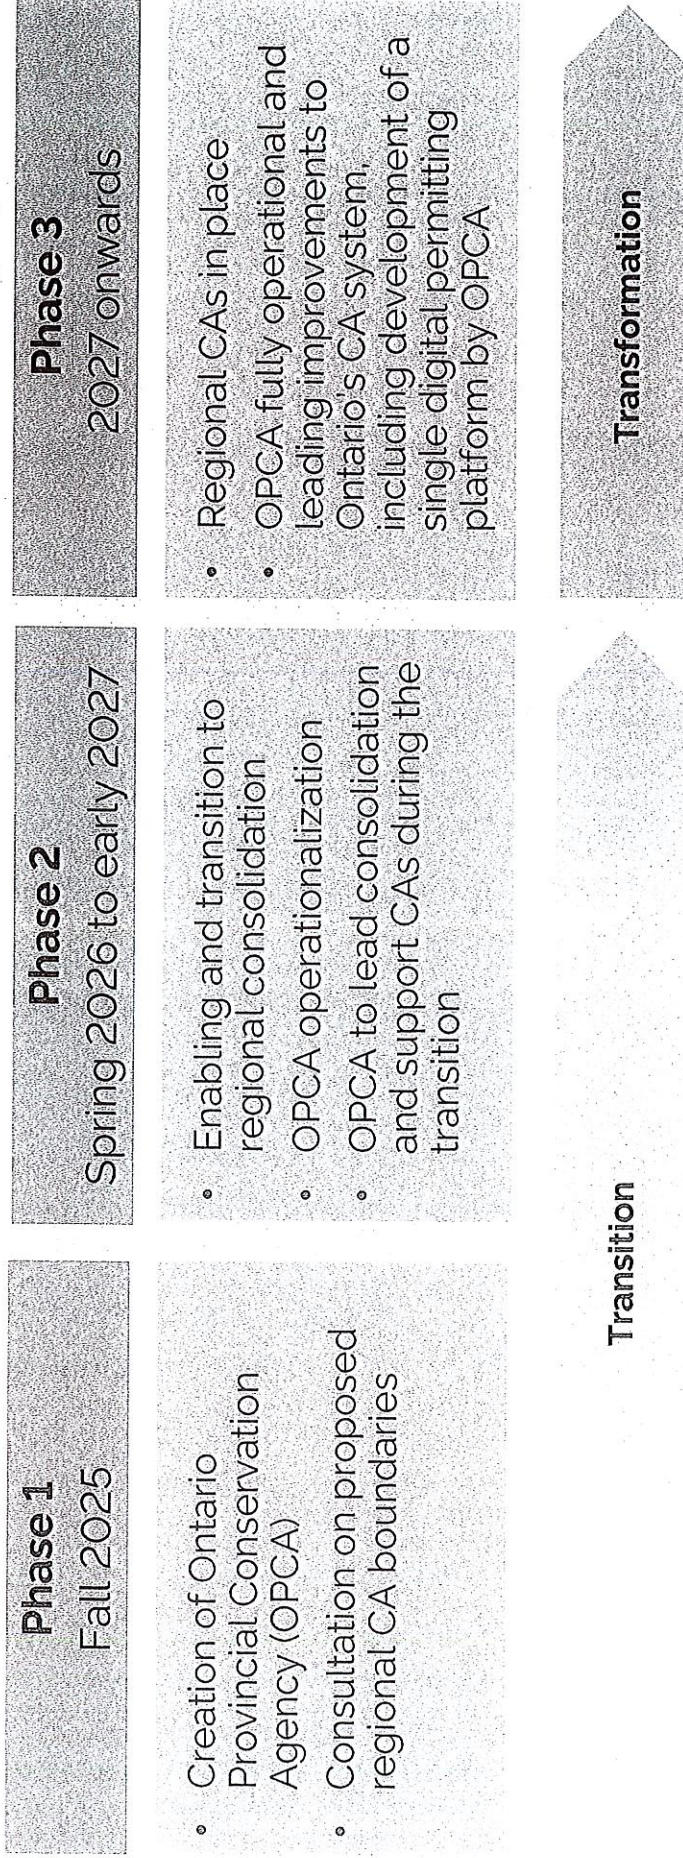 Phase 1
Fall 2025
• Creation of Ontario
Provincial Conservation
Agency (OPCA)
• Consultation on proposed
regional CA boundaries
Phase 2
Spring 2026 to early 2027
• Enabling and transition to
regional consolidation
• OPCA operationalization
• OPCA to lead consolidation
and support CAs during the
transition
Phase 3
2027 onwards
• Regional CAs in place
• OPCA fully operational and
leading improvements to
Ontario's CA system,
including development of a
single digital permitting
platform by OPCA
Transition
Transformation